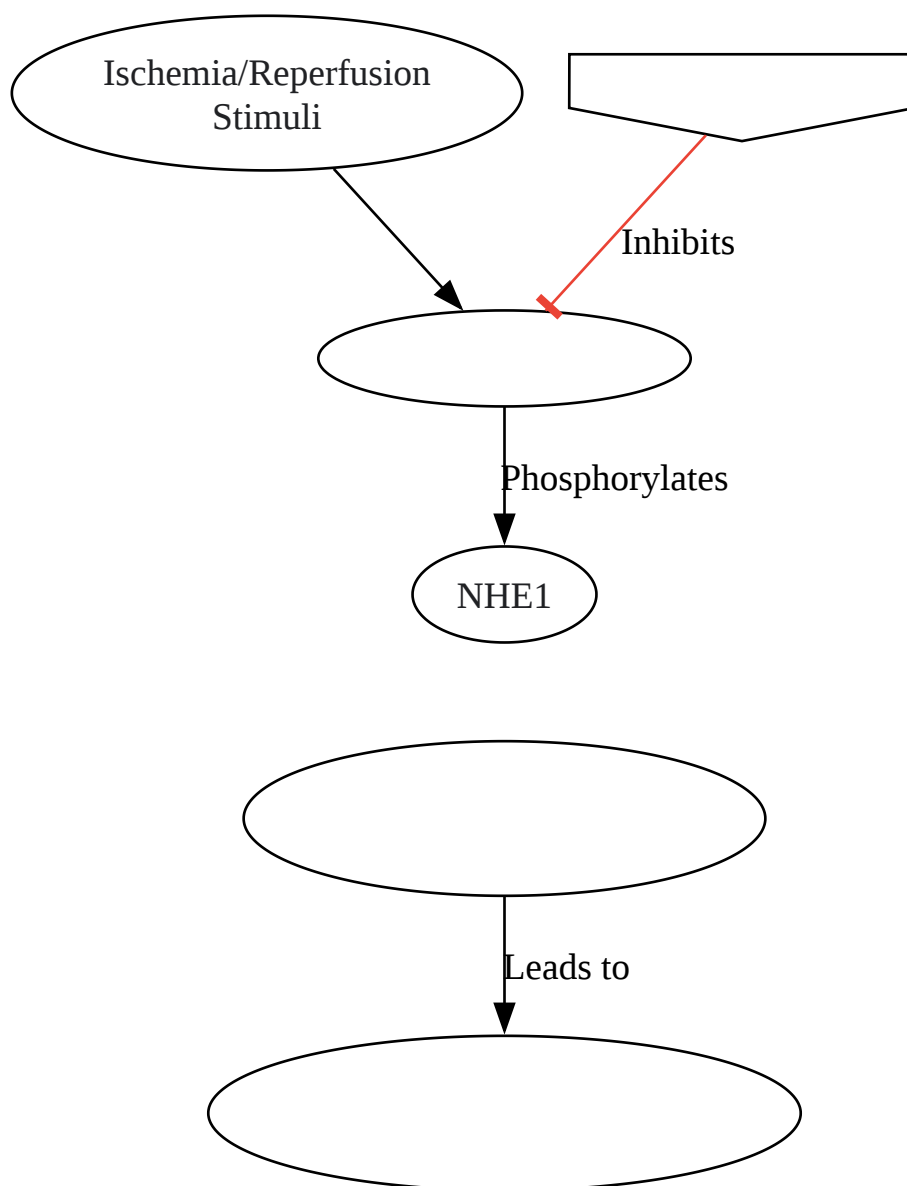 Ischemia/Reperfusion
Stimuli
Inhibits
Phosphorylates
NHE1
Leads to